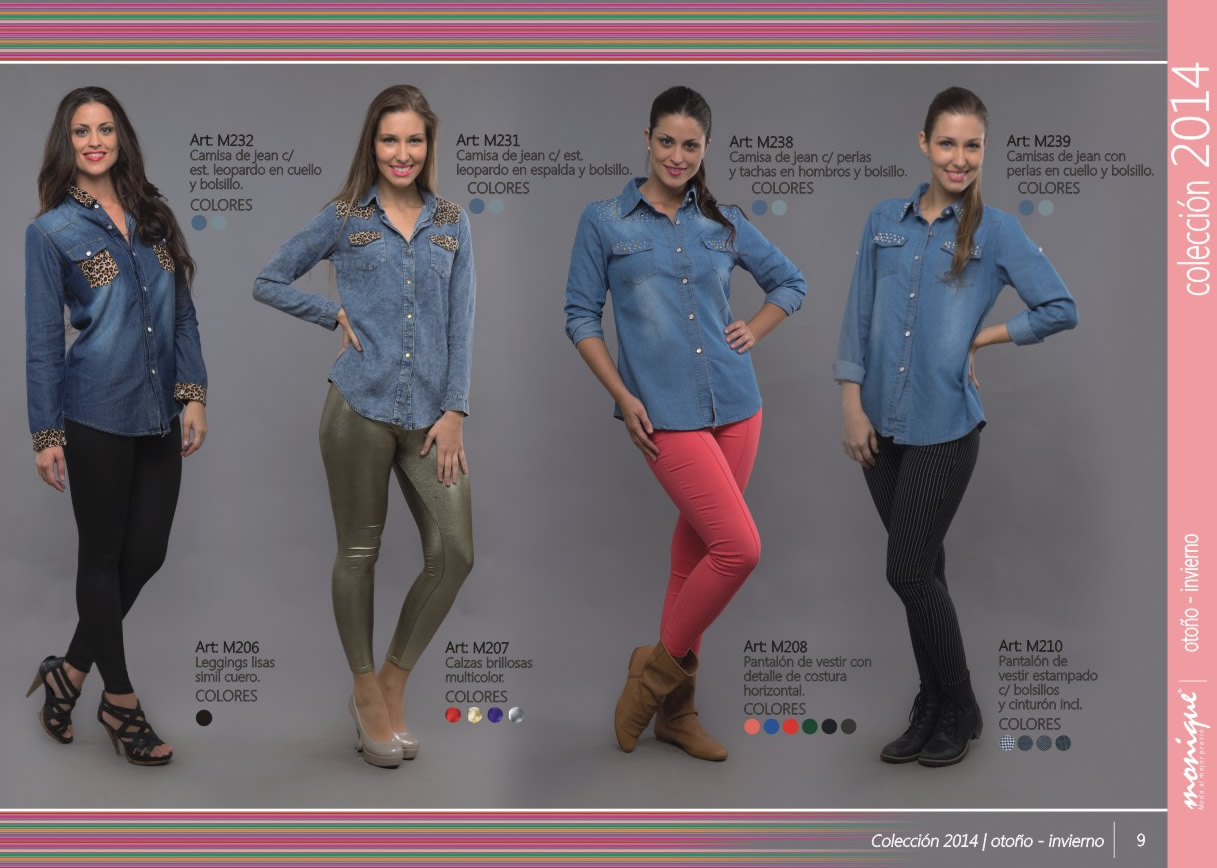 Art: M232
Camisa de jean c/
est. leopardo en cuello
y bolsillo.
COLORES
Art: M231
Camisa de jean c/ est.
leopardo en espalda y bolsillo.
COLORES
Art: M238
Camisa de jean c/ perlas
y tachas en hombros y bolsillo.
COLORES
Art: M239
Camisas de jean con
perlas en cuello y bolsillo.
COLORES
Art: M206
Leggings lisas
simil cuero.
COLORES
Art: M207
Calzas brillosas
multicolor.
COLORES
Art: M208
Pantalón de vestir con
detalle de costura
horizontal.
COLORES
Art: M210
Pantalón de
vestir estampado
c/ bolsillos
y cinturón incl.
COLORES
colección 2014
otoño - invierno
monique
Moda al mejor precio
Colección 2014 | otoño - invierno
9